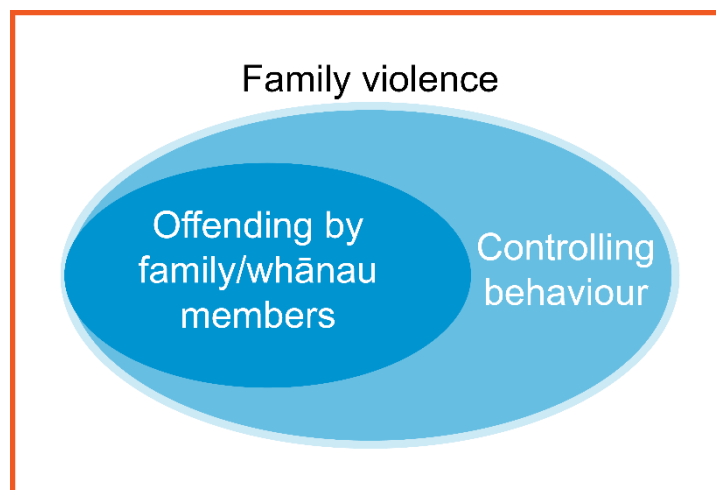 Family violence
Offending by
family/whānau
members
Controlling
behaviour